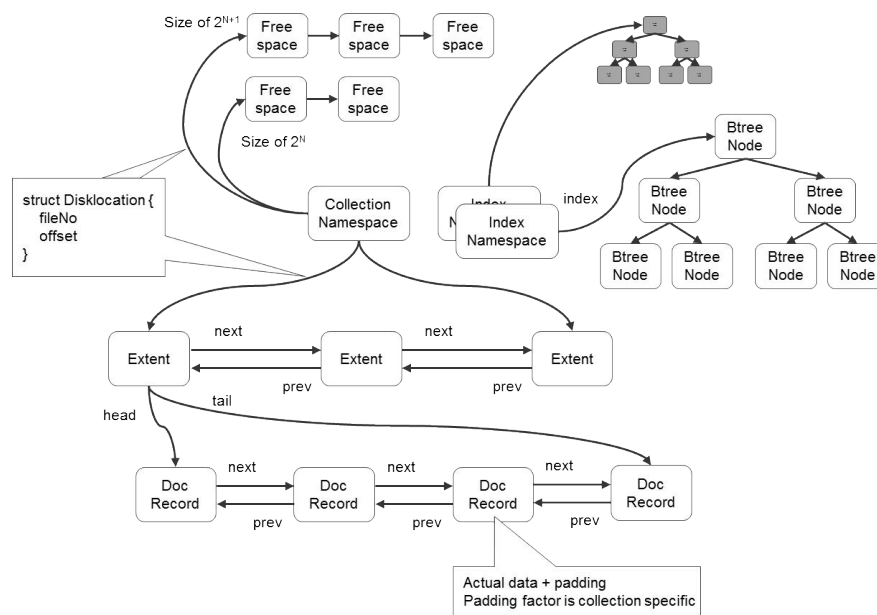 Size of 2N+1
Free
space
Free
space
Free
space
Free
space
Free
space
Size of 2N
struct Disklocation {
fileNo
offset
}
Collection
Namespace
Index
Index
Namespace
index
Btree
Node
Btree
Node
Btree
Node
Btree
Node
Btree
Node
Btree
Node
Btree
Node
Extent
next
prev
Extent
next
prev
Extent
head
tail
Doc
Record
next
prev
Doc
Record
next
prev
Doc
Record
next
prev
Doc
Record
Actual data + padding
Padding factor is collection specific